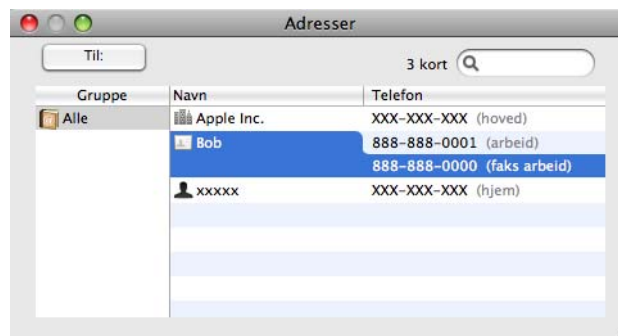 Adresser
Til:
3 kort
Gruppe Navn Telefon
Alle Apple Inc. XXX-XXX-XXX (hoved)
Bob 888-888-0001 (arbeid)
888-888-0000 (faks arbeid)
xxxxx XXX-XXX-XXX (hjem)